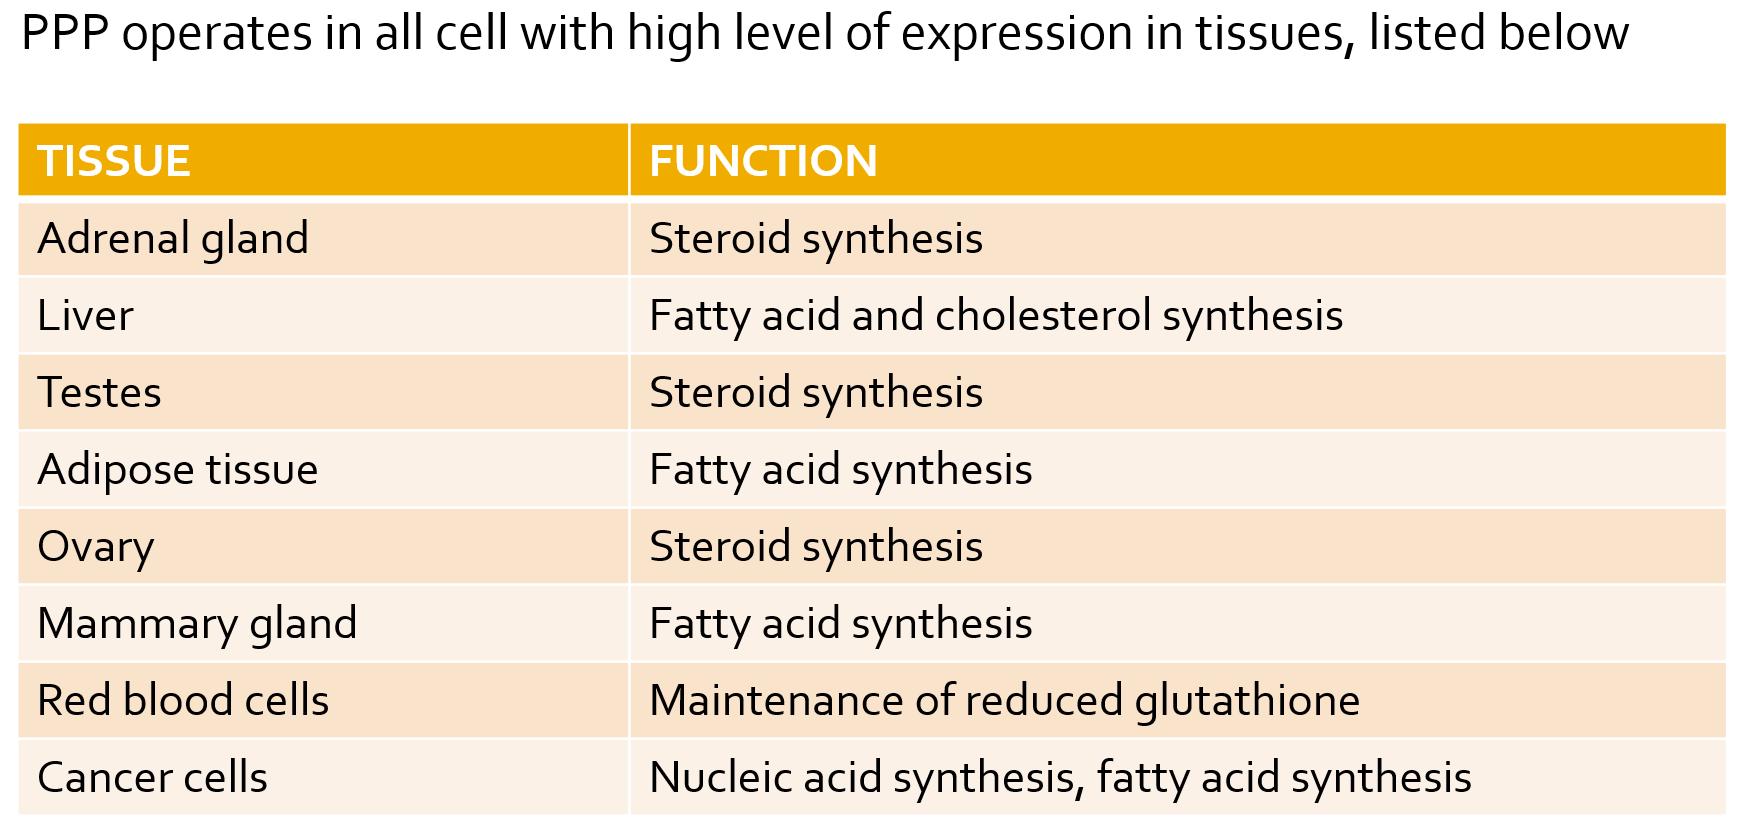 PPP operates in all cell with high level of expression in tissues, listed below
TISSUE FUNCTION
Adrenal gland Steroid synthesis
Liver Fatty acid and cholesterol synthesis
Testes Steroid synthesis
Adipose tissue Fatty acid synthesis
Ovary Steroid synthesis
Mammary gland Fatty acid synthesis
Red blood cells Maintenance of reduced glutathione
Cancer cells Nucleic acid synthesis, fatty acid synthesis